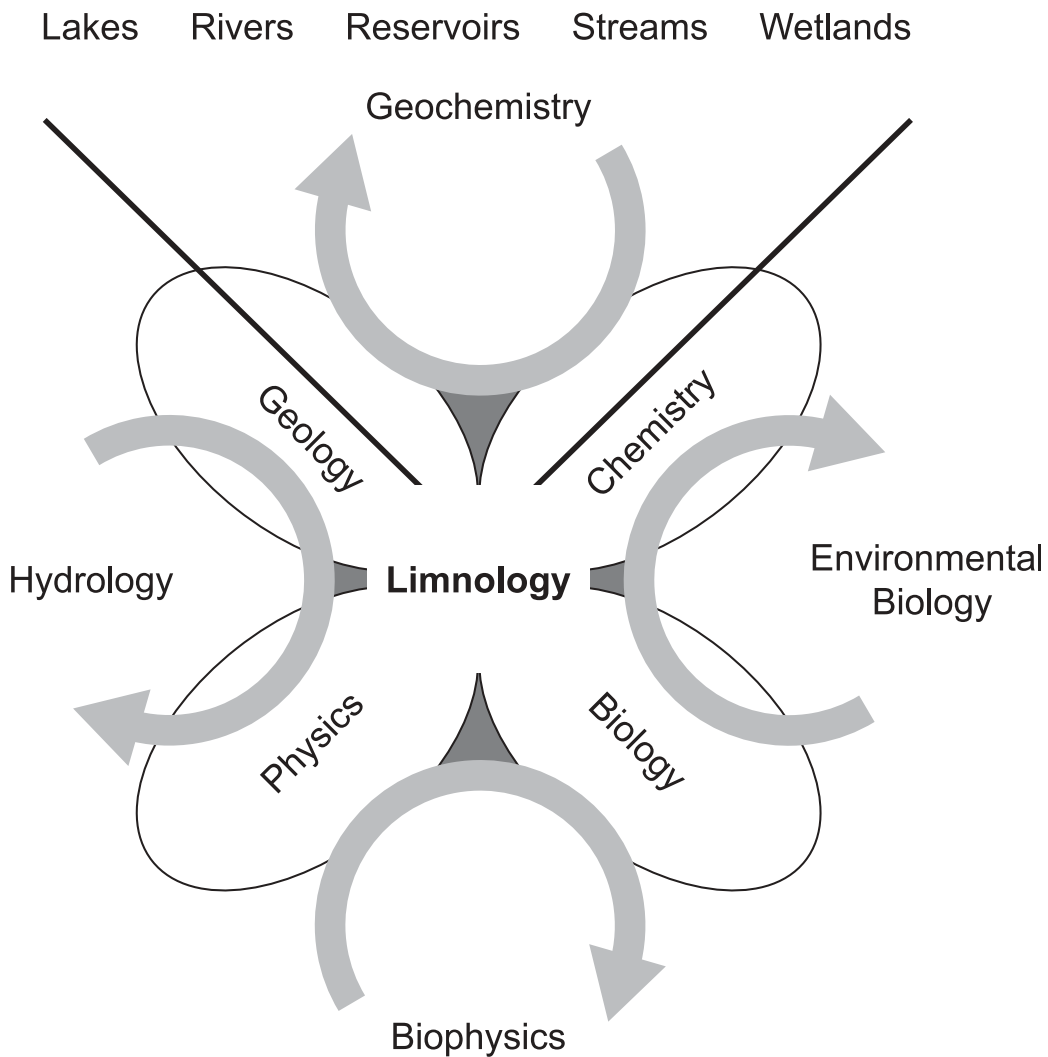 Lakes Rivers Reservoirs Streams Wetlands
Geochemistry
Geology
Chemistry
Hydrology
Limnology
Environmental
Biology
Physics
Biology
Biophysics